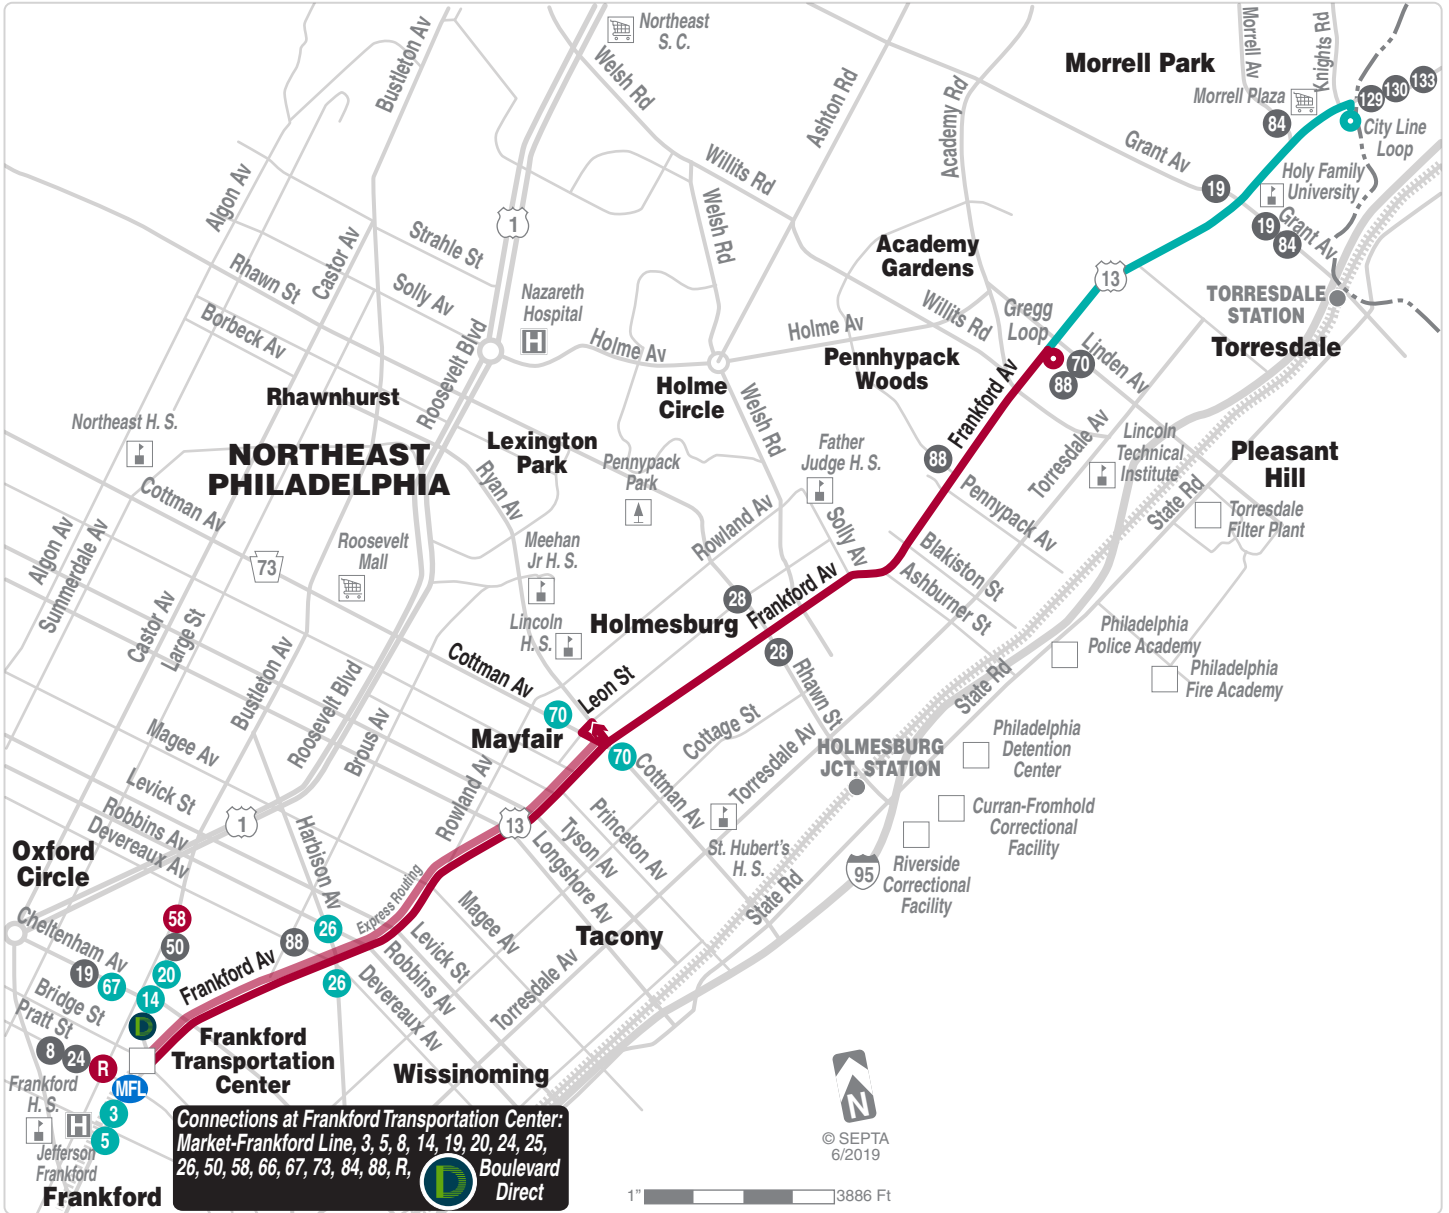 Northeast
S. C.
Morrell Park
Morrell Av
Knights Rd
Morrell Plaza
129
130
133
84
City Line
Loop
Bustleton Av
Welsh Rd
Ashton Rd
Academy Rd
Grant Av
19
Holy Family
University
19
84
Grant Av
Willits Rd
Algon Av
1
Welsh Rd
Strahle St
Castor Av
Rhawn St
Solly Av
Academy
Gardens
13
TORRESDALE
STATION
Torresdale
Nazareth
Hospital
H
Borbeck Av
Roosevelt Blvd
Holme Av
Holme Av
Willits Rd
Gregg
Loop
Linden Av
70
88
Pennhypack
Woods
Holme
Circle
Welsh Rd
Frankford Av
Rhawnhurst
Northeast H. S.
NORTHEAST
PHILADELPHIA
Lexington
Park
Pennypack
Park
Father
Judge H. S.
88
Torresdale Av
Lincoln
Technical
Institute
Pleasant
Hill
State Rd
Torresdale
Filter Plant
Cottman Av
Ryan Av
Rowland Av
Solly Av
Pennypack Av
Algon Av
Summerdale Av
73
Roosevelt
Mall
Meehan
Jr H. S.
Blakiston St
Ashburner St
28
Frankford Av
Castor Av
Large St
Lincoln
H. S.
Holmesburg
28
Philadelphia
Police Academy
Philadelphia
Fire Academy
Bustleton Av
Roosevelt Blvd
Cottman Av
Leon St
Rhawn St
State Rd
70
Mayfair
70
Cottage St
Torresdale Av
HOLMESBURG
JCT. STATION
Philadelphia
Detention
Center
Magee Av
Brous Av
Cottman Av
Levick St
Robbins Av
Devereaux Av
1
Harbison Av
Rowland Av
13
Princeton Av
Tyson Av
Longshore Av
St. Hubert's
H. S.
Curran-Fromhold
Correctional
Facility
Riverside
Correctional
Facility
95
State Rd
Oxford
Circle
Express Routing
Magee Av
Tacony
Cheltenham Av
58
50
20
14
D
19
67
88
26
26
Frankford Av
Levick St
Robbins Av
Devereaux Av
Torresdale Av
Bridge St
Pratt St
8
24
R
MFL
3
5
Frankford
H. S.
H
Jefferson
Frankford
Frankford
Frankford
Transportation
Center
Wissinoming
Connections at Frankford Transportation Center:
Market-Frankford Line, 3, 5, 8, 14, 19, 20, 24, 25,
26, 50, 58, 66, 67, 73, 84, 88, R,
D
Boulevard
Direct
N
© SEPTA
6/2019
1"
3886 Ft